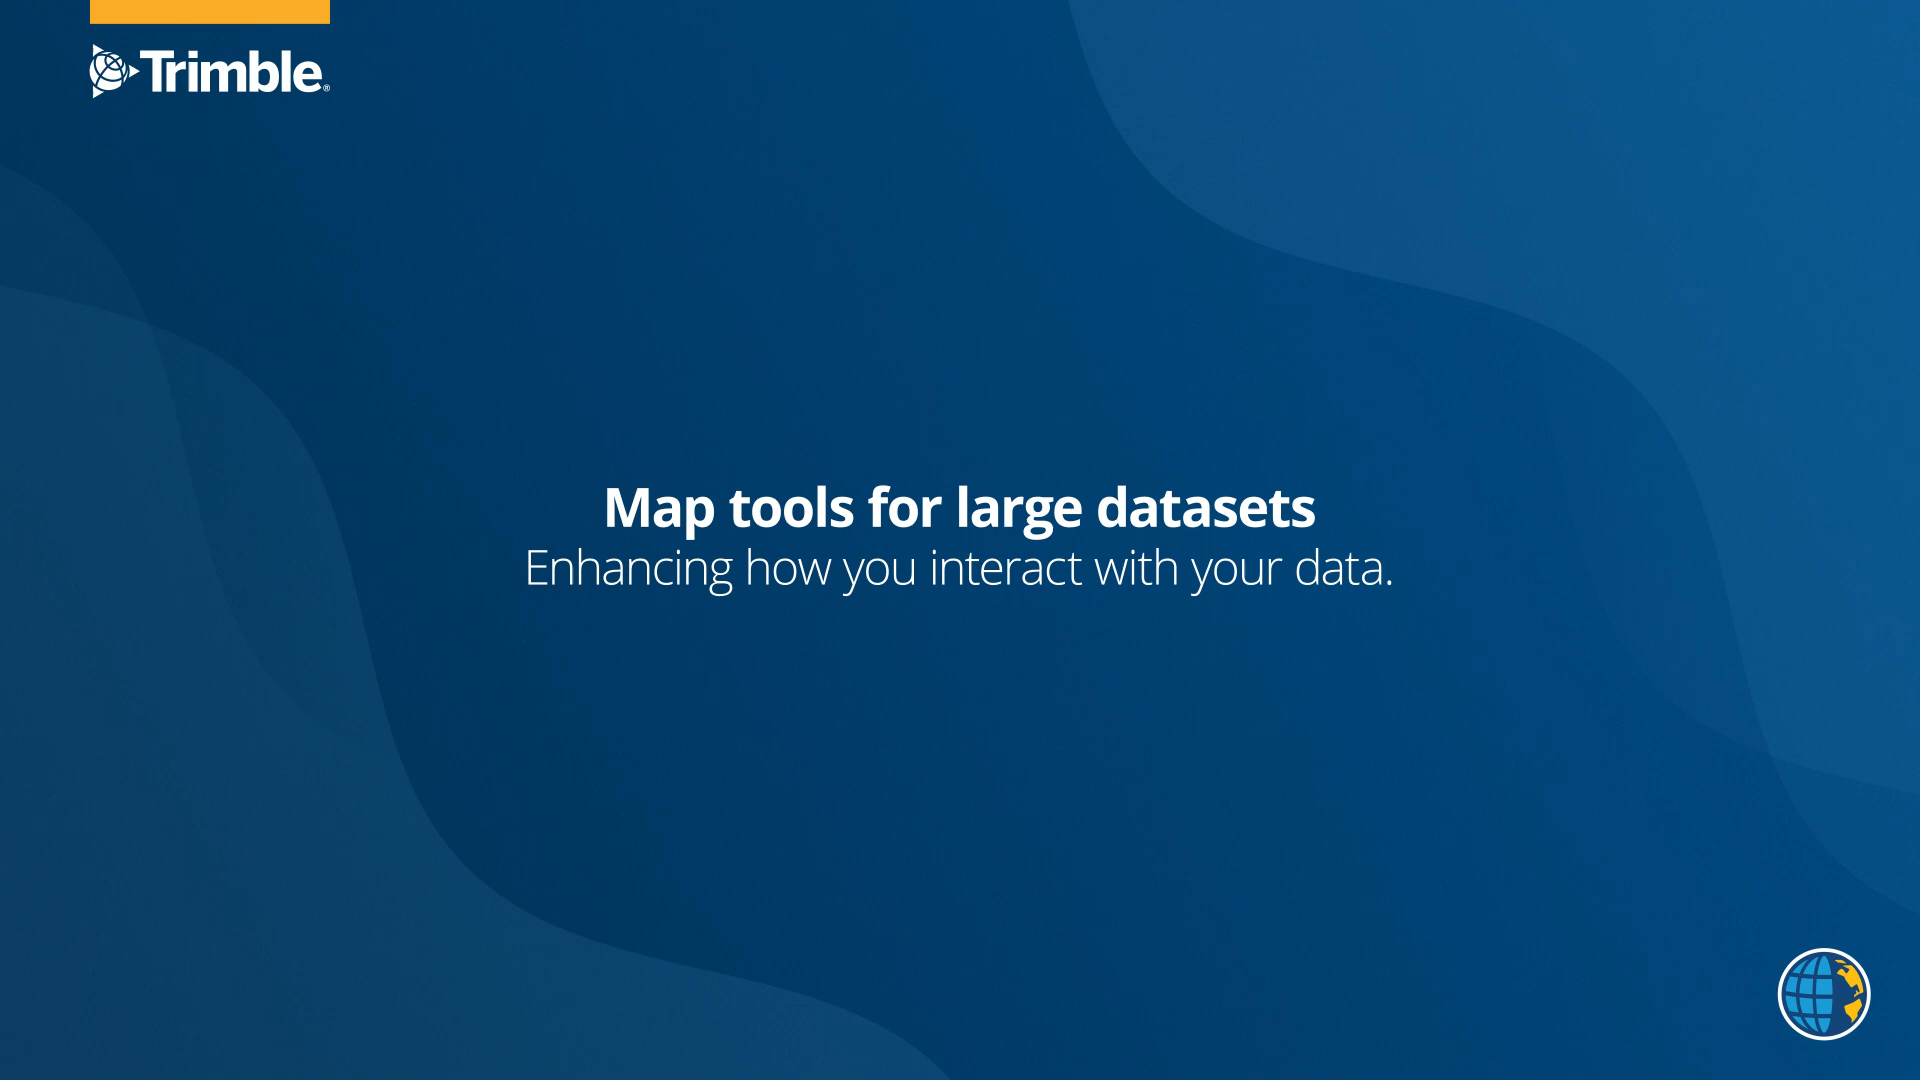 Trimble®
Map tools for large datasets
Enhancing how you interact with your data.